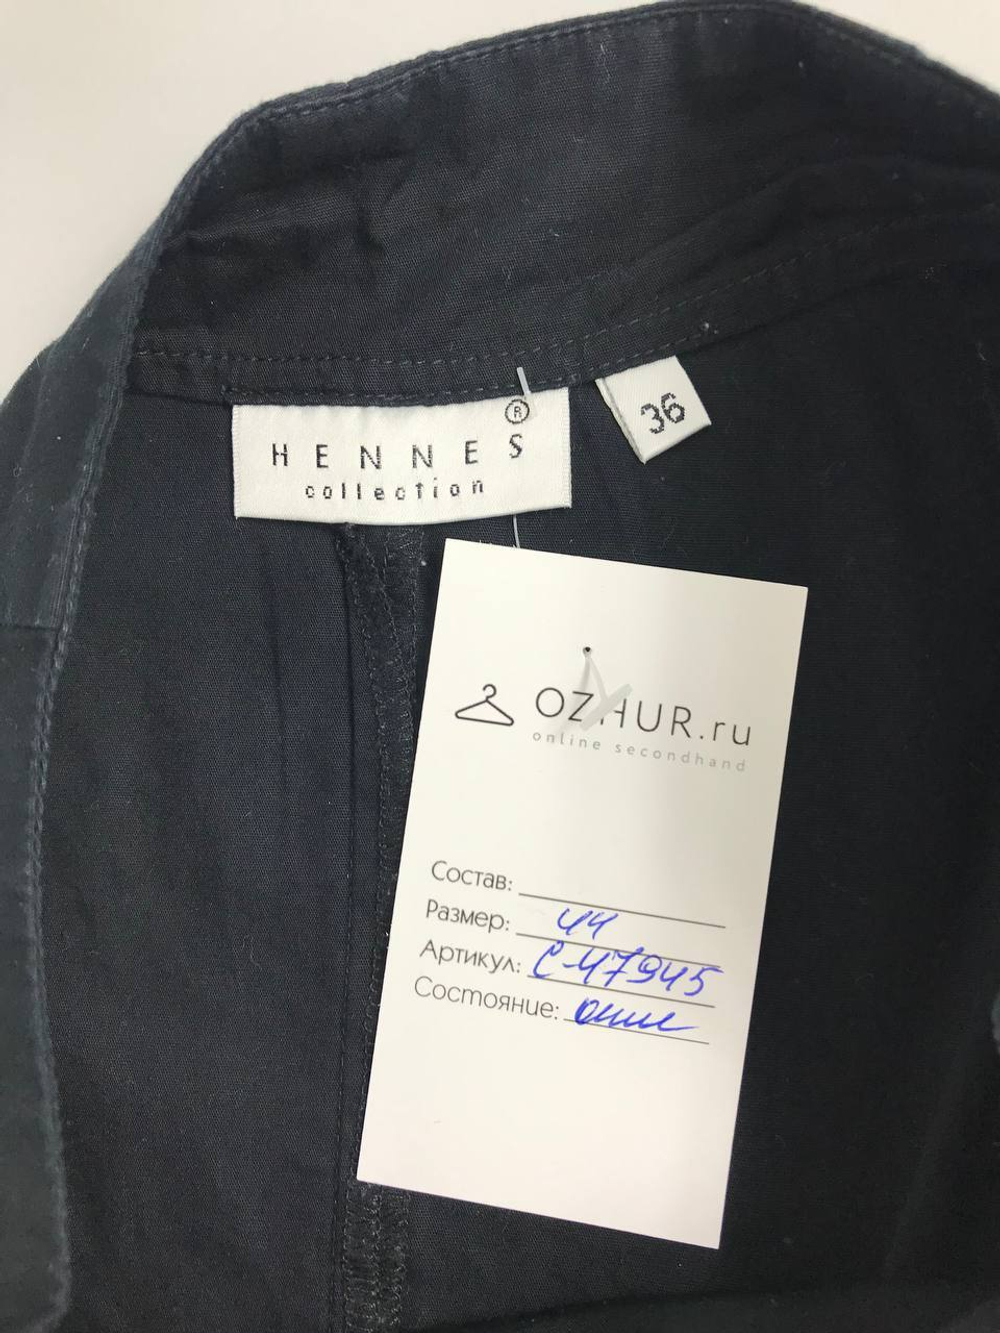 ®
HENNES
collection
36
OZHUR.ru
online secondhand
Состав:
Размер: 44
Артикул: С-47945
Состояние: